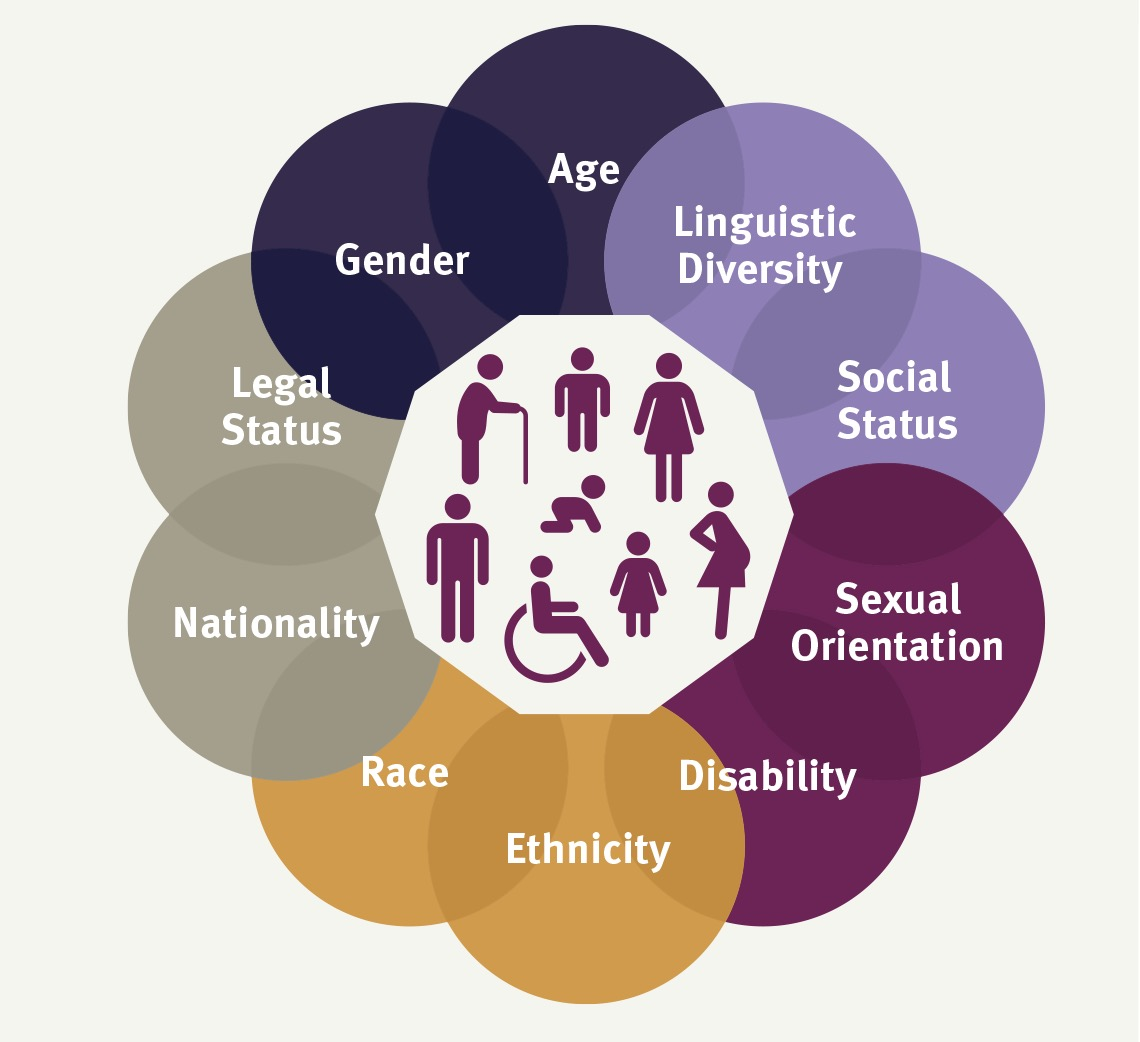 Age
Linguistic
Diversity
Gender
Social
Status
Legal
Status
Sexual
Orientation
Nationality
Race
Disability
Ethnicity